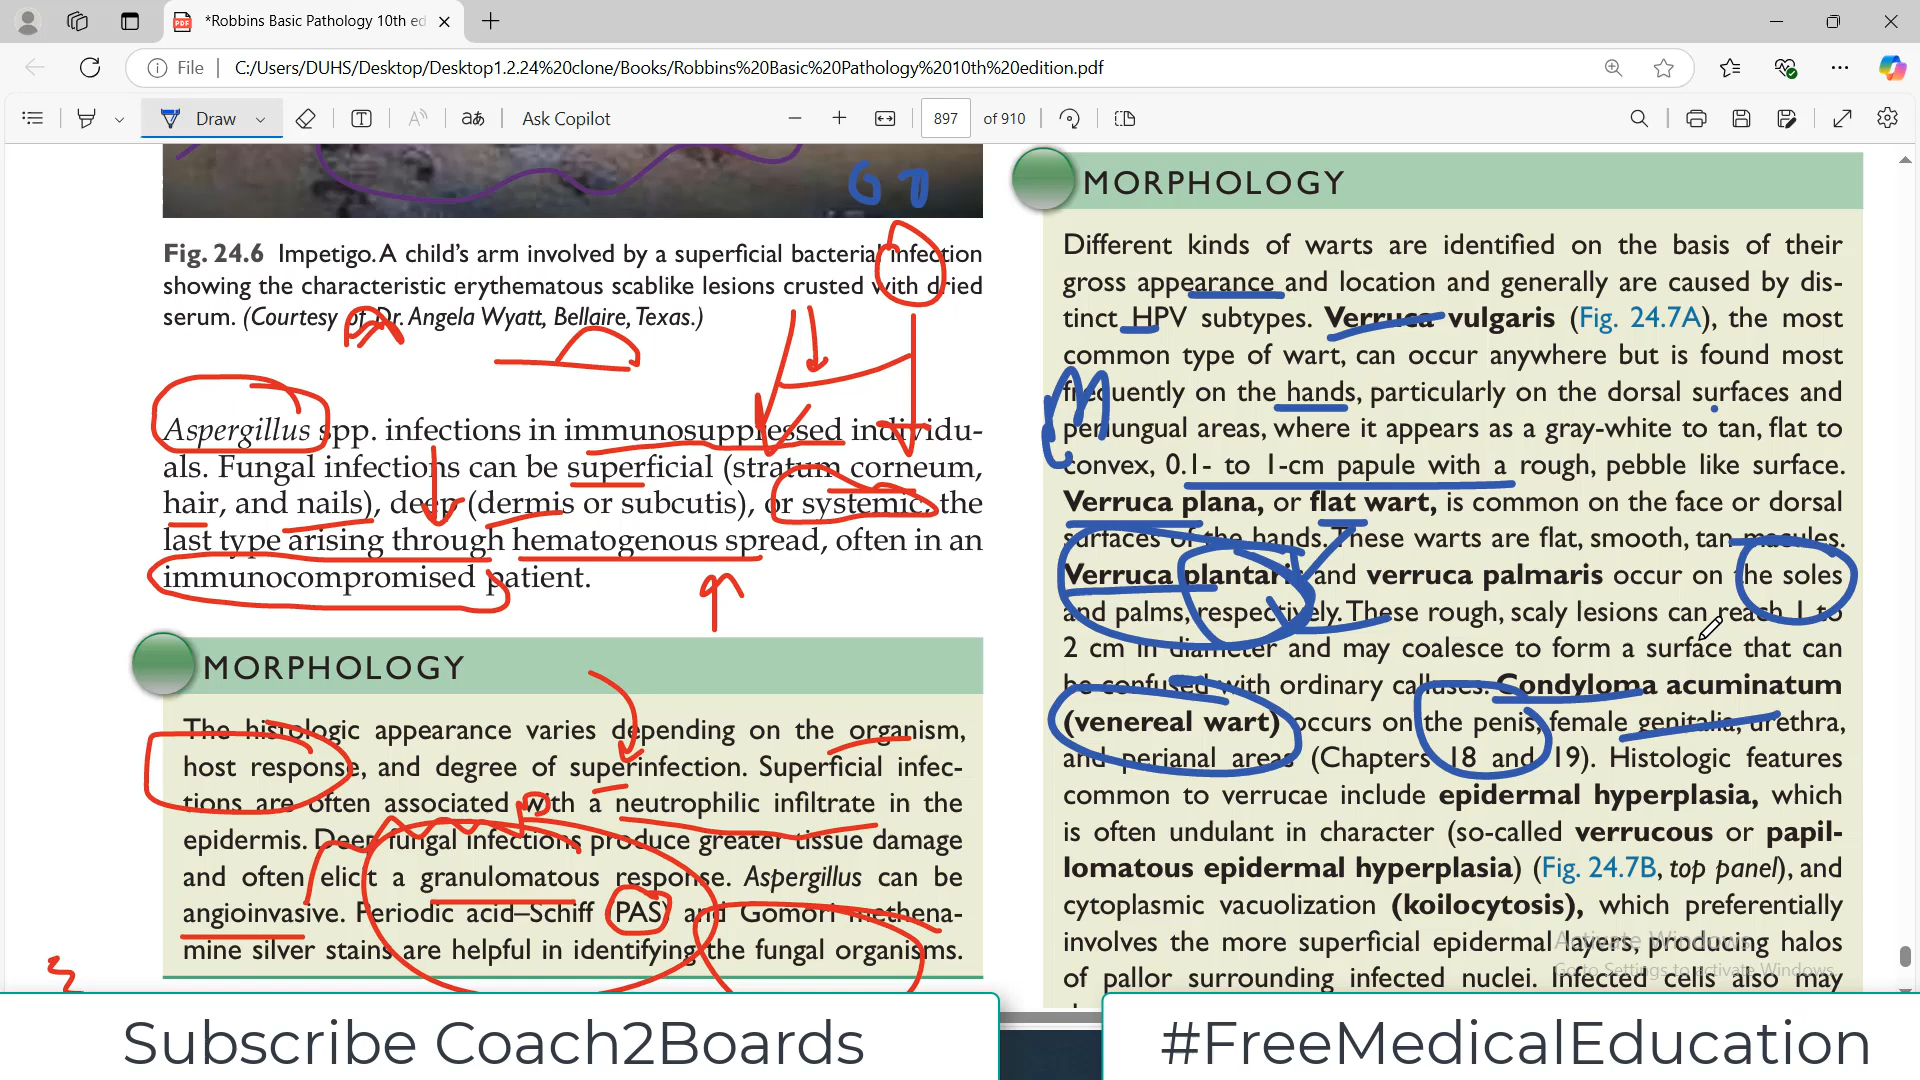 *Robbins Basic Pathology 10th ed
File
C:/Users/DUHS/Desktop/Desktop1.2.24%20clone/Books/Robbins%20Basic%20Pathology%2010th%20edition.pdf
Draw
Ask Copilot
897 of 910
G
Fig. 24.6 Impetigo. A child's arm involved by a superficial bacterial infection
showing the characteristic erythematous scablike lesions crusted with dried
serum. (Courtesy of Dr. Angela Wyatt, Bellaire, Texas.)
Aspergillus spp. infections in immunosuppressed individu-
als. Fungal infections can be superficial (stratum corneum,
hair, and nails), deep (dermis or subcutis), or systemic, the
last type arising through hematogenous spread, often in an
immunocompromised patient.
MORPHOLOGY
The histologic appearance varies depending on the organism,
host response, and degree of superinfection. Superficial infec-
tions are often associated with a neutrophilic infiltrate in the
epidermis. Deep fungal infections produce greater tissue damage
and often elicit a granulomatous response. Aspergillus can be
angioinvasive. Periodic acid–Schiff (PAS) and Gomori methena-
mine silver stains are helpful in identifying the fungal organisms.
MORPHOLOGY
Different kinds of warts are identified on the basis of their
gross appearance and location and generally are caused by dis-
tinct HPV subtypes. Verruca vulgaris (Fig. 24.7A), the most
common type of wart, can occur anywhere but is found most
frequently on the hands, particularly on the dorsal surfaces and
periungual areas, where it appears as a gray-white to tan, flat to
convex, 0.1- to 1-cm papule with a rough, pebble like surface.
Verruca plana, or flat wart, is common on the face or dorsal
surfaces of the hands. These warts are flat, smooth, tan macules.
Verruca plantaris and verruca palmaris occur on the soles
and palms, respectively. These rough, scaly lesions can reach 1 to
2 cm in diameter and may coalesce to form a surface that can
be confused with ordinary calluses. Condyloma acuminatum
(venereal wart) occurs on the penis, female genitalia, urethra,
and perianal areas (Chapters 18 and 19). Histologic features
common to verrucae include epidermal hyperplasia, which
is often undulant in character (so-called verrucous or papil-
lomatous epidermal hyperplasia) (Fig. 24.7B, top panel), and
cytoplasmic vacuolization (koilocytosis), which preferentially
involves the more superficial epidermal layers, producing halos
of pallor surrounding infected nuclei. Infected cells also may
Activate Windows
Go to Settings to activate Windows.
Subscribe Coach2Boards
#FreeMedicalEducation